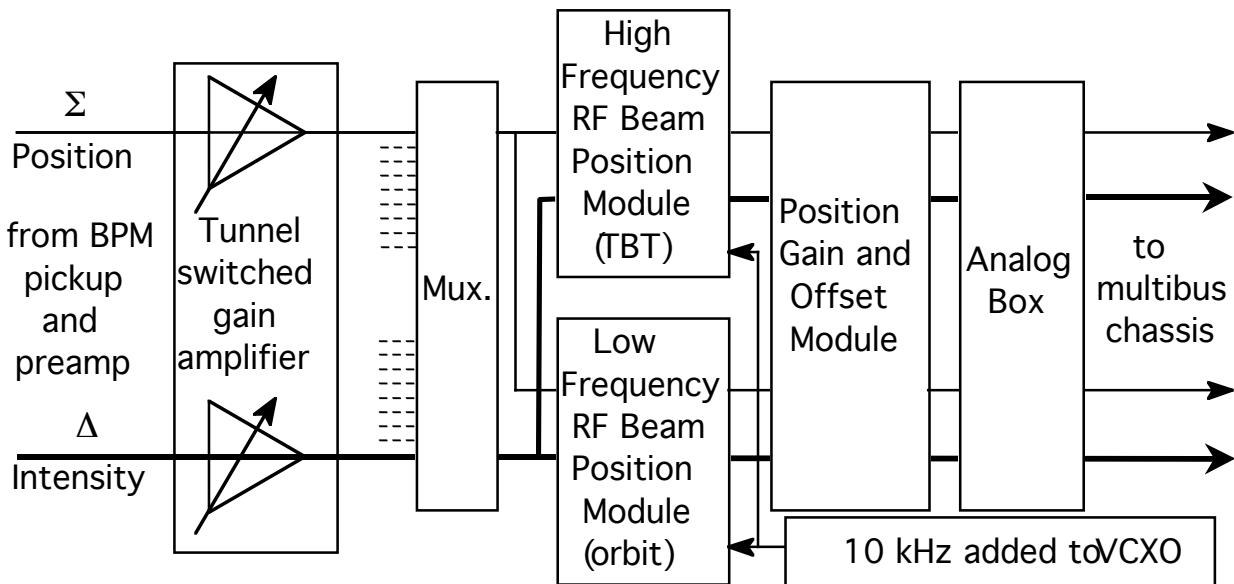 Σ
Position
from BPM
pickup
and
preamp
Δ
Intensity
Tunnel
switched
gain
amplifier
Mux.
High
Frequency
RF Beam
Position
Module
(TBT)
Low
Frequency
RF Beam
Position
Module
(orbit)
Position
Gain and
Offset
Module
Analog
Box
to
multibus
chassis
10 kHz added toVCXO